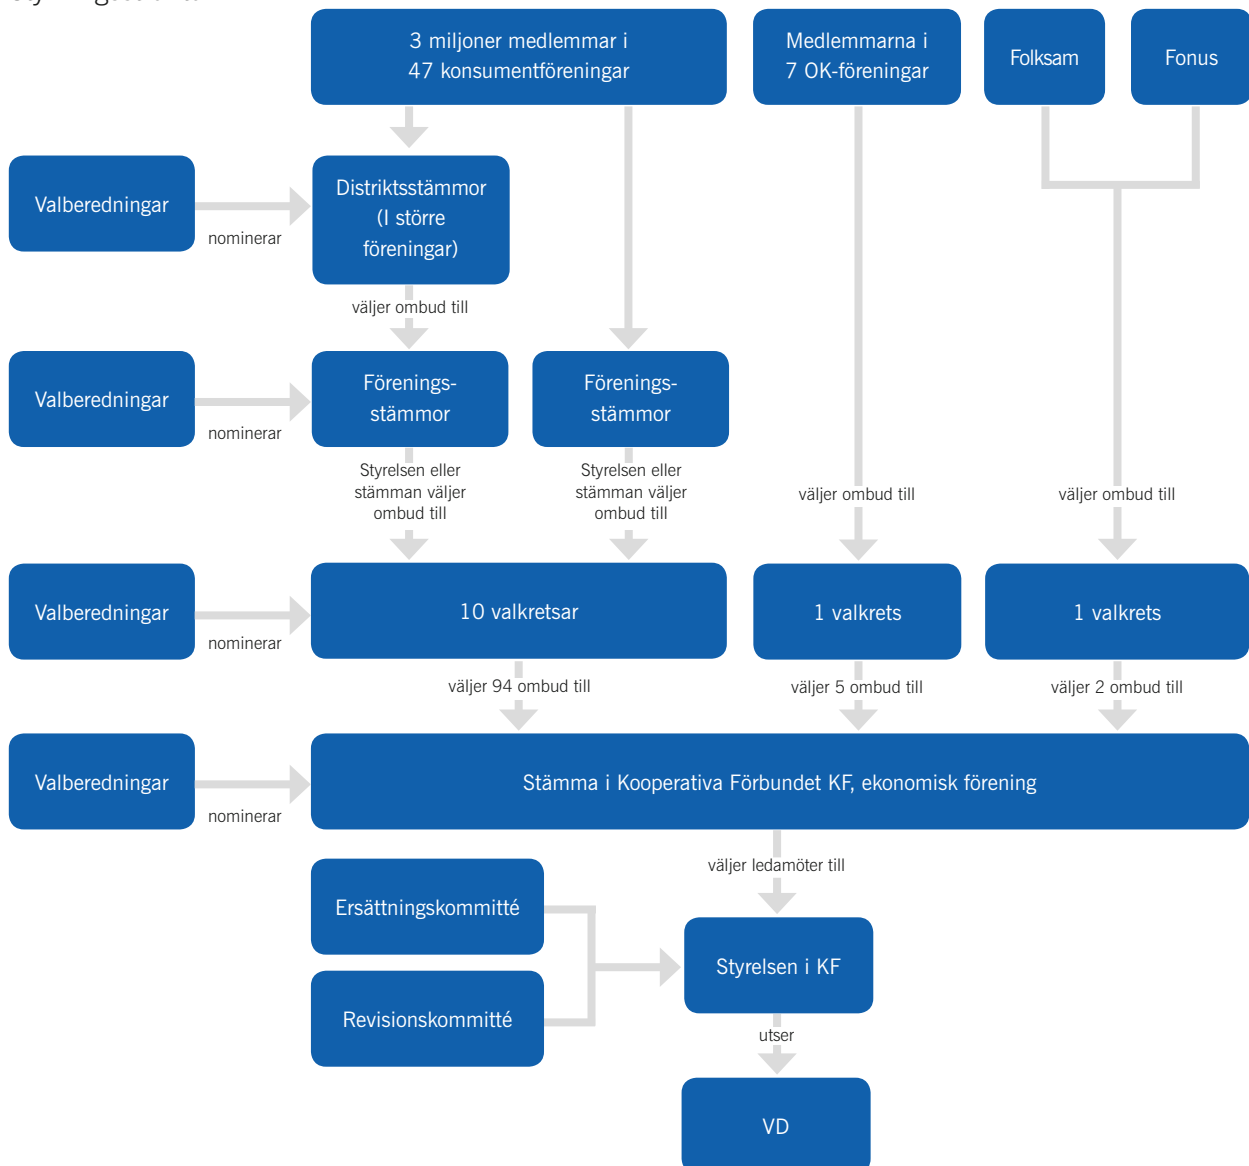 3 miljoner medlemmar i
47 konsumentföreningar
Medlemmarna i
7 OK-föreningar
Folksam
Fonus
Valberedningar
nominerar
Distriktsstämmor
(I större
föreningar)
väljer ombud till
Valberedningar
nominerar
Förenings-
stämmor
Förenings-
stämmor
Styrelsen eller
stämman väljer
ombud till
Styrelsen eller
stämman väljer
ombud till
väljer ombud till
väljer ombud till
Valberedningar
nominerar
10 valkretsar
1 valkrets
1 valkrets
väljer 94 ombud till
väljer 5 ombud till
väljer 2 ombud till
Valberedningar
nominerar
Stämma i Kooperativa Förbundet KF, ekonomisk förening
väljer ledamöter till
Ersättningskommitté
Revisionskommitté
Styrelsen i KF
utser
VD